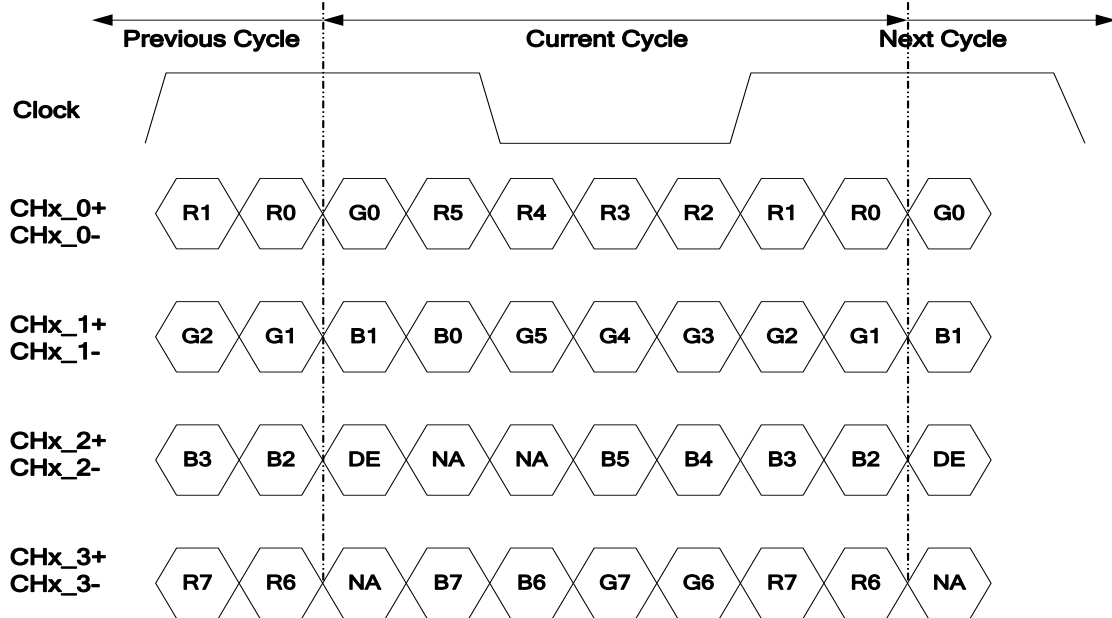 Previous Cycle Current Cycle Next Cycle
Clock
CHx_0+
CHx_0-
R1 R0 G0 R5 R4 R3 R2 R1 R0 G0
CHx_1+
CHx_1-
G2 G1 B1 B0 G5 G4 G3 G2 G1 B1
CHx_2+
CHx_2-
B3 B2 DE NA NA B5 B4 B3 B2 DE
CHx_3+
CHx_3-
R7 R6 NA B7 B6 G7 G6 R7 R6 NA